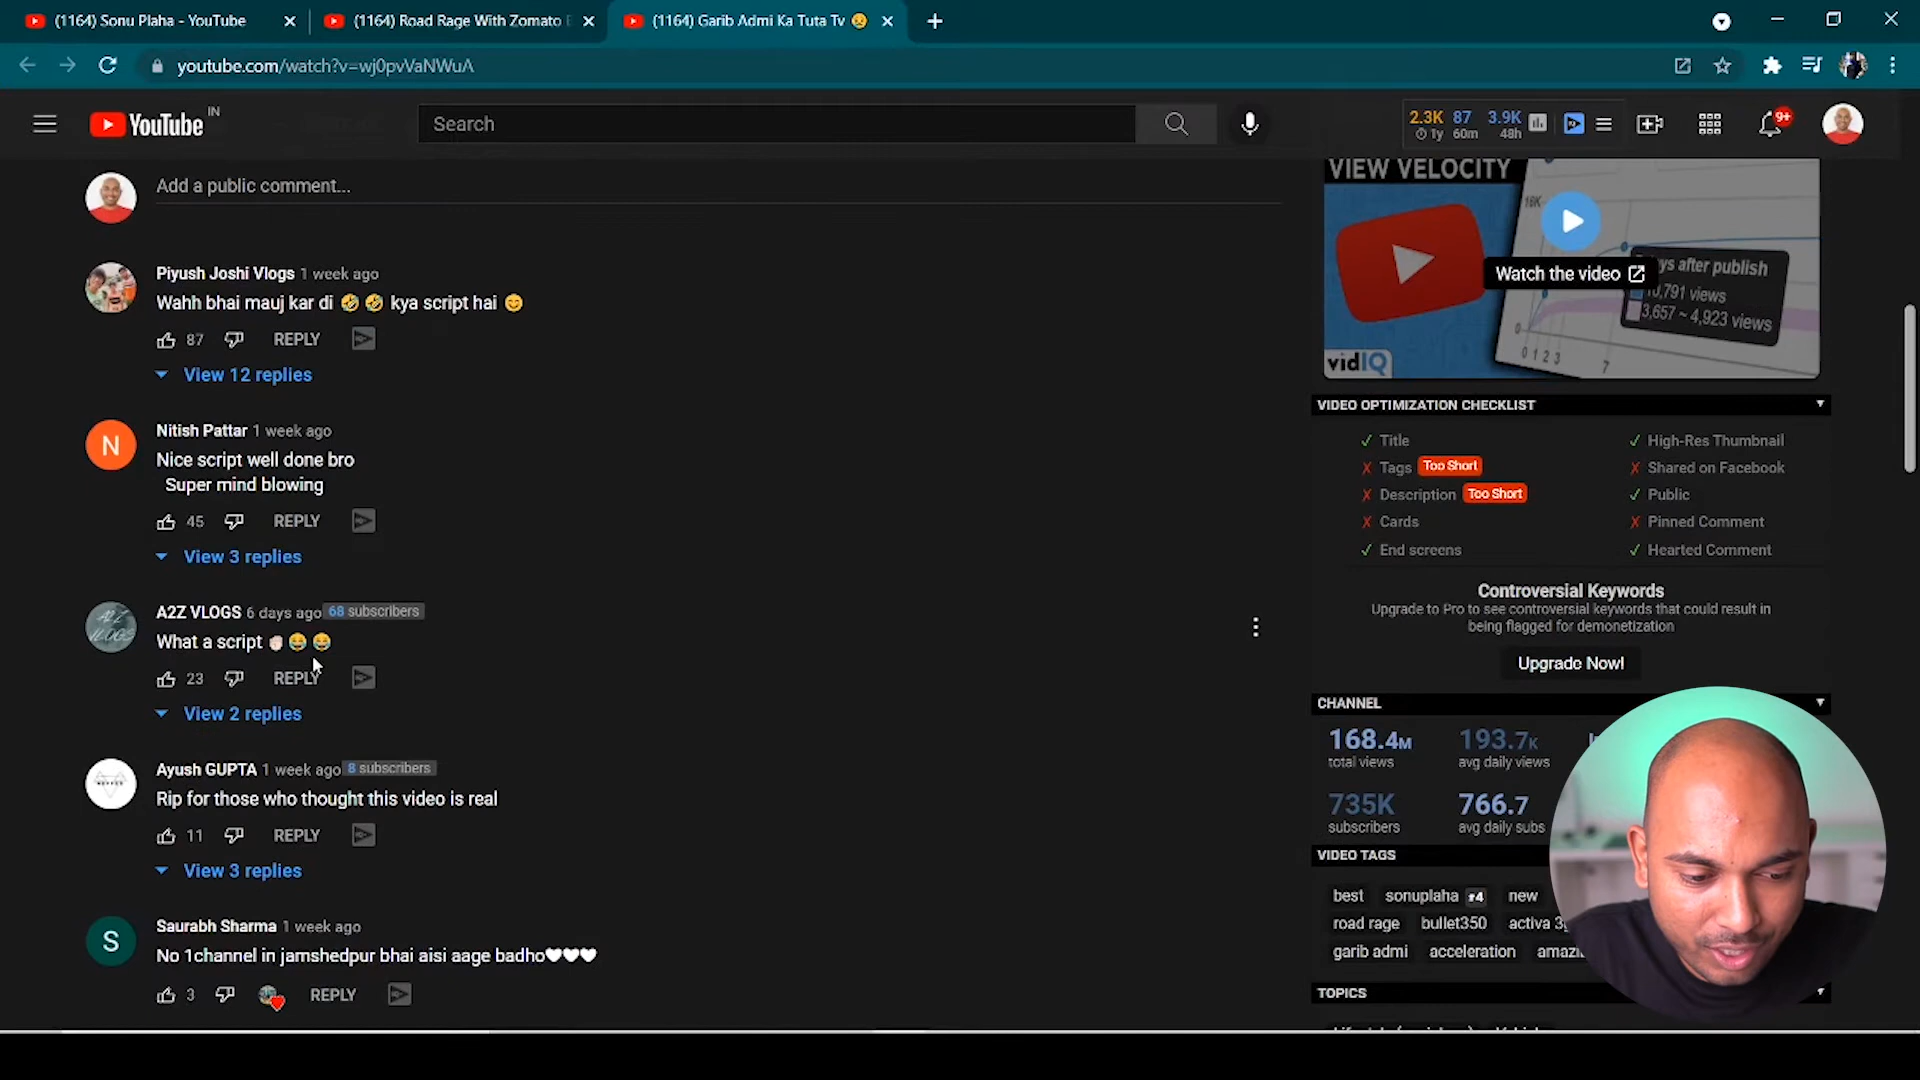 (1164) Sonu Plaha - YouTube
(1164) Road Rage With Zomato
(1164) Garib Admi Ka Tuta Tv 😣
youtube.com/watch?v=wj0pvVaNWuA
YouTube IN
Search
2.3K 87 3.9K
1y 60m 48h
9+
Add a public comment...
Piyush Joshi Vlogs 1 week ago
Wahh bhai mauj kar di 🤣 🤣 kya script hai 😊
87 REPLY
View 12 replies
N
Nitish Pattar 1 week ago
Nice script well done bro
Super mind blowing
45 REPLY
View 3 replies
A2Z VLOGS 6 days ago 68 subscribers
What a script 👏🏻 😂 😂
23 REPLY
View 2 replies
Ayush GUPTA 1 week ago 8 subscribers
Rip for those who thought this video is real
11 REPLY
View 3 replies
S
Saurabh Sharma 1 week ago
No 1channel in jamshedpur bhai aisi aage badho🤍🤍🤍
3 REPLY
VIEW VELOCITY
16K
Watch the video
ys after publish
10,791 views
3,657 ~ 4,923 views
0 1 2 3 7
vidIQ
VIDEO OPTIMIZATION CHECKLIST
✓ Title
✓ High-Res Thumbnail
✗ Tags Too Short
✗ Shared on Facebook
✗ Description Too Short
✓ Public
✗ Cards
✗ Pinned Comment
✓ End screens
✓ Hearted Comment
Controversial Keywords
Upgrade to Pro to see controversial keywords that could result in
being flagged for demonetization
Upgrade Now!
CHANNEL
168.4M 193.7K
total views avg daily views
735K 766.7
subscribers avg daily subs
VIDEO TAGS
best sonuplaha #4 new
road rage bullet350 activa 3g
garib admi acceleration amazi
TOPICS